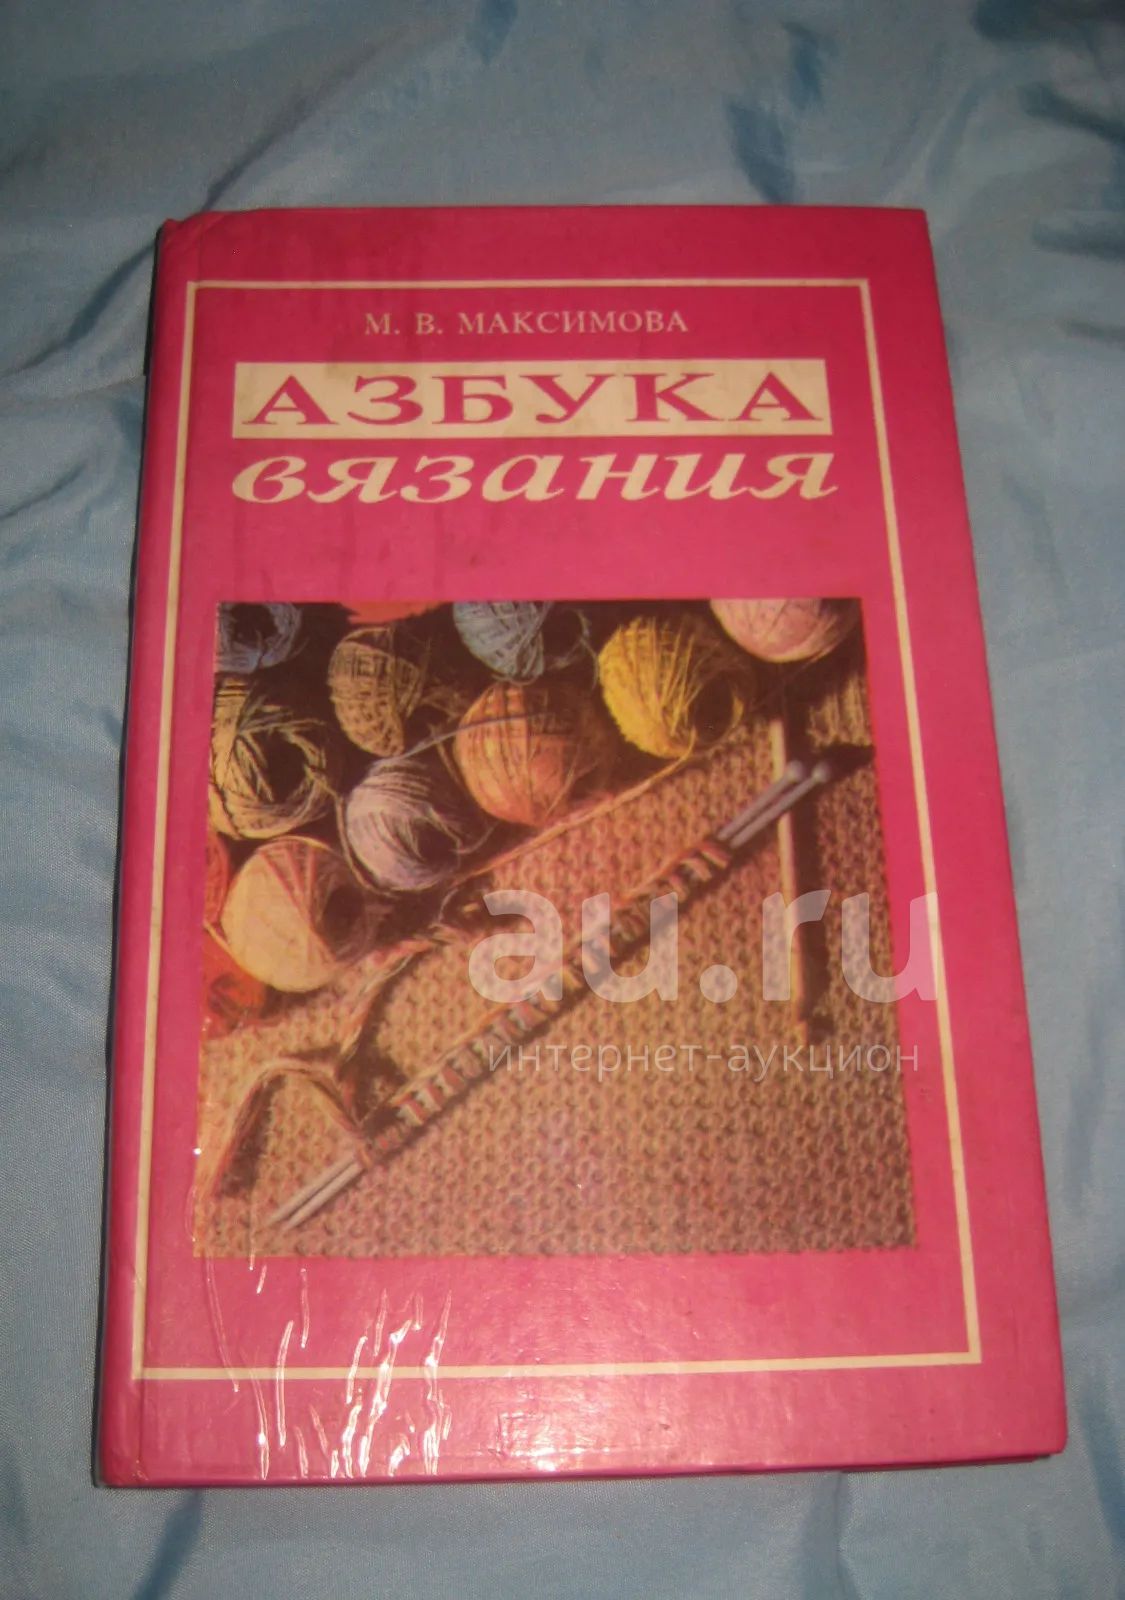 М. В. МАКСИМОВА
АЗБУКА
вязания
au.ru
интернет-аукцион